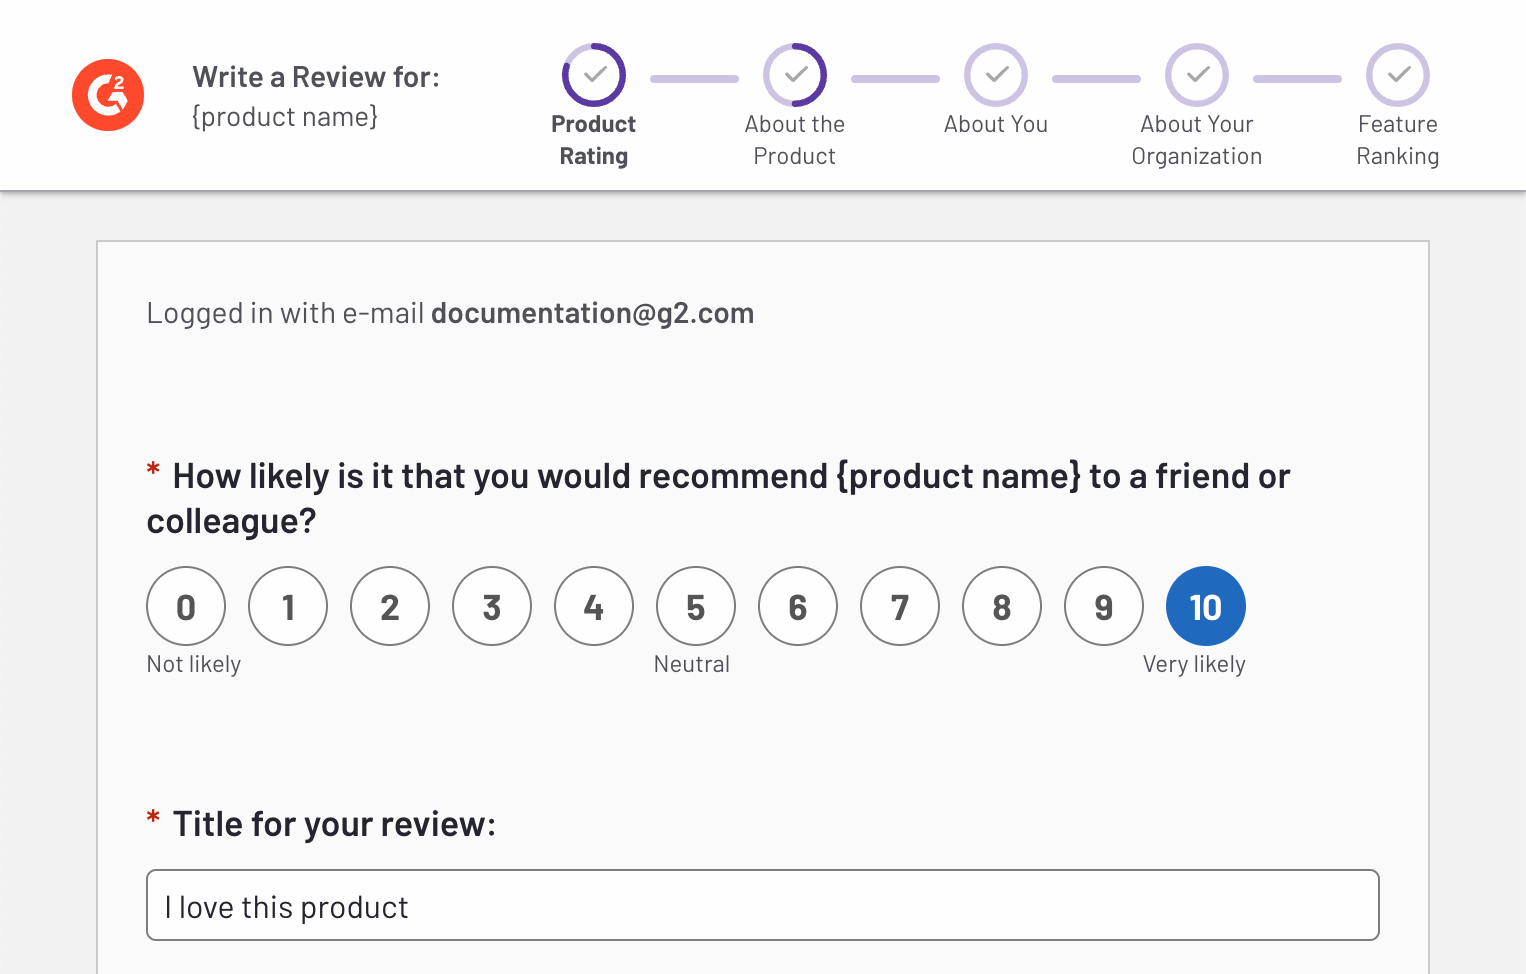 G2
Write a Review for:
{product name}
Product
Rating
About the
Product
About You
About Your
Organization
Feature
Ranking
Logged in with e-mail documentation@g2.com
* How likely is it that you would recommend {product name} to a friend or
colleague?
0 1 2 3 4 5 6 7 8 9 10
Not likely Neutral Very likely
* Title for your review:
I love this product